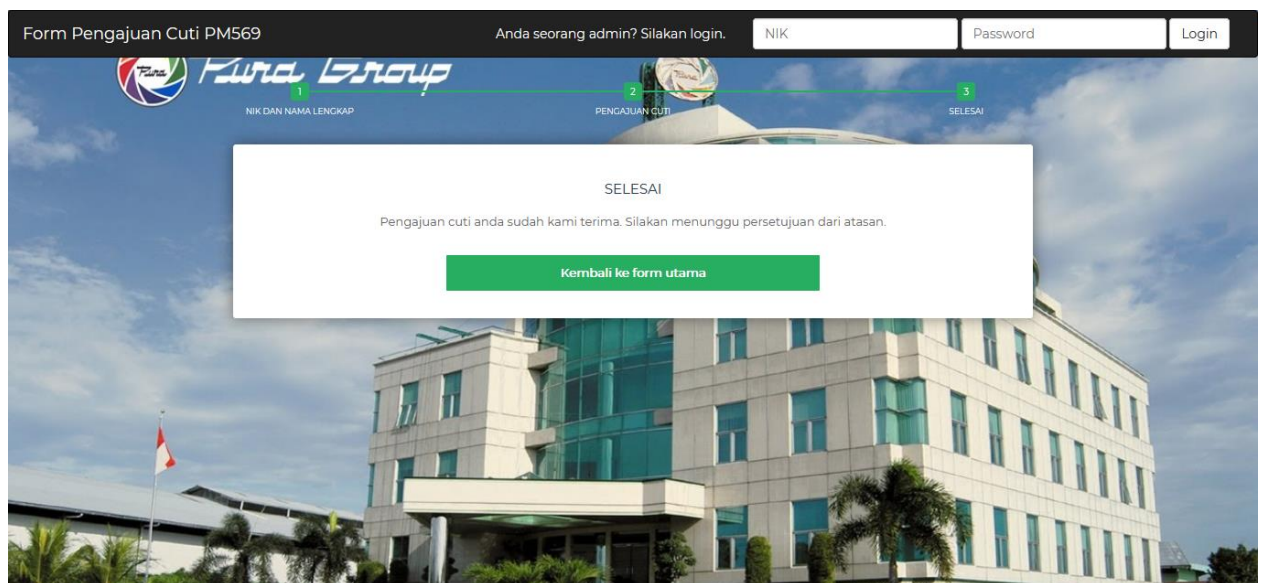 Form Pengajuan Cuti PM569
Anda seorang admin? Silakan login.
NIK
Password
Login
Pura Group
1
2
3
NIK DAN NAMA LENGKAP
PENGAJUAN CUTI
SELESAI
SELESAI
Pengajuan cuti anda sudah kami terima. Silakan menunggu persetujuan dari atasan.
Kembali ke form utama